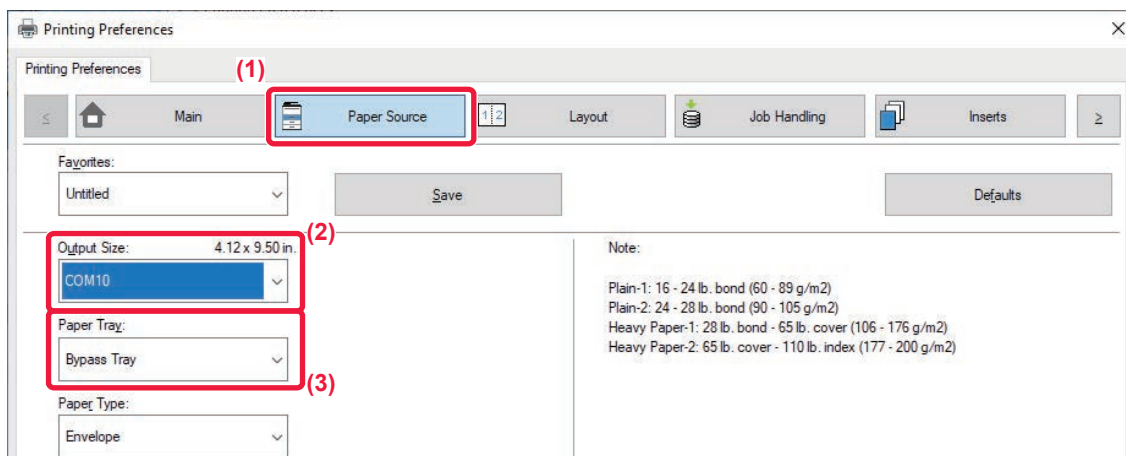 Printing Preferences
Printing Preferences
(1)
< Main Paper Source 1 2 Layout Job Handling Inserts >
Favorites:
Untitled Save Defaults
Output Size: 4.12 x 9.50 in. (2)
COM10
Paper Tray:
Bypass Tray
(3)
Paper Type:
Envelope
Note:
Plain-1: 16 - 24 lb. bond (60 - 89 g/m2)
Plain-2: 24 - 28 lb. bond (90 - 105 g/m2)
Heavy Paper-1: 28 lb. bond - 65 lb. cover (106 - 176 g/m2)
Heavy Paper-2: 65 lb. cover - 110 lb. index (177 - 200 g/m2)